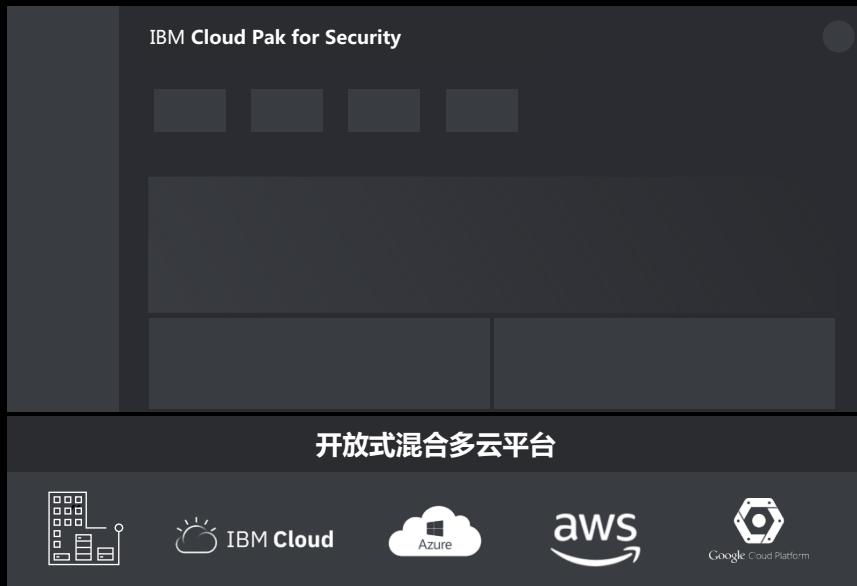 IBM Cloud Pak for Security
开放式混合多云平台
IBM Cloud
Azure
aws
Google Cloud Platform